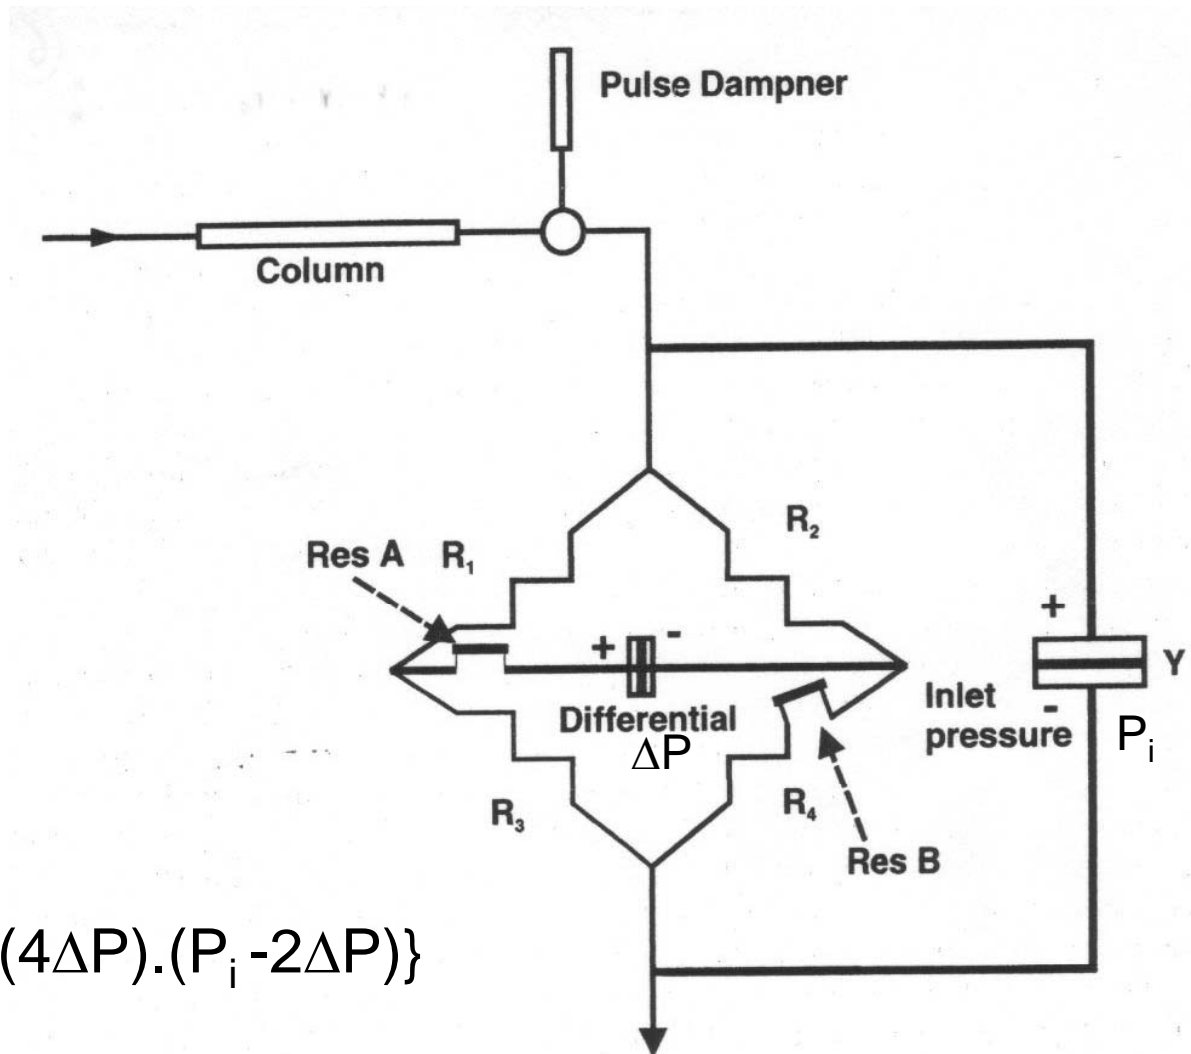 Pulse Dampner
Column
R₂
Res A R₁
+
+ -
Y
Differential
Inlet
pressure
-
ΔP
Pᵢ
R₃
R₄
Res B
(4ΔP).(Pᵢ -2ΔP)}